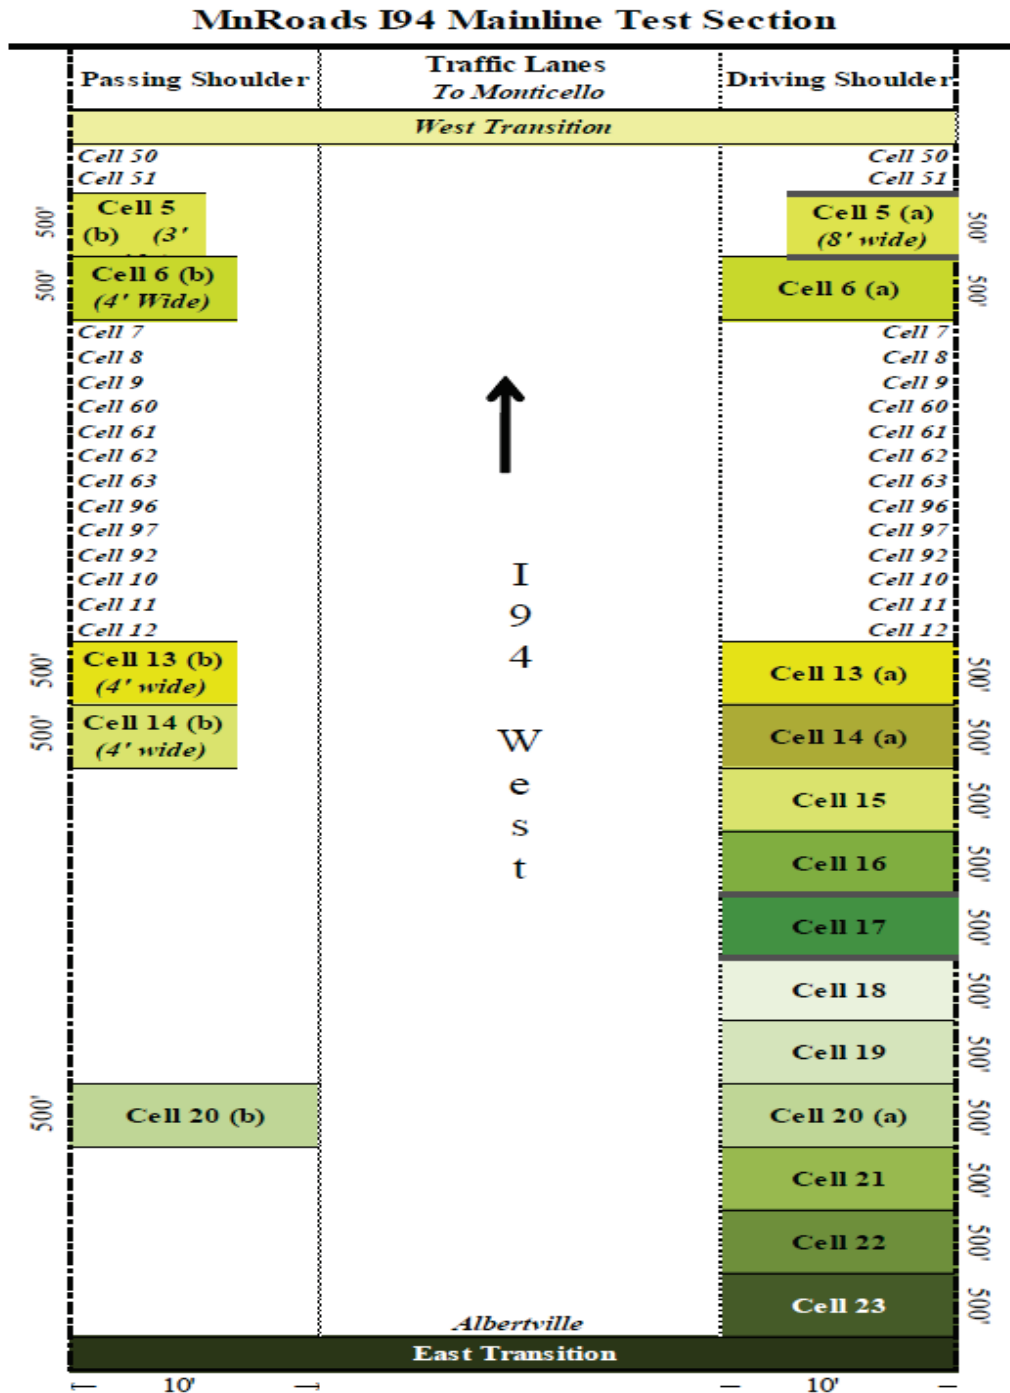 MnRoads I94 Mainline Test Section
Passing Shoulder
Traffic Lanes
To Monticello
Driving Shoulder
West Transition
Cell 50
Cell 50
Cell 51
Cell 51
500'
Cell 5
(b) (3'
Cell 5 (a)
(8' wide)
500'
500'
Cell 6 (b)
(4' Wide)
Cell 6 (a)
500'
Cell 7
Cell 7
Cell 8
Cell 8
Cell 9
Cell 9
Cell 60
Cell 60
Cell 61
Cell 61
Cell 62
Cell 62
Cell 63
Cell 63
Cell 96
Cell 96
Cell 97
Cell 97
Cell 92
Cell 92
Cell 10
Cell 10
Cell 11
Cell 11
Cell 12
Cell 12
I94 West
500'
Cell 13 (b)
(4' wide)
Cell 13 (a)
500'
500'
Cell 14 (b)
(4' wide)
Cell 14 (a)
500'
Cell 15
500'
Cell 16
500'
Cell 17
500'
Cell 18
500'
Cell 19
500'
500'
Cell 20 (b)
Cell 20 (a)
500'
Cell 21
500'
Cell 22
500'
Cell 23
500'
Albertville
East Transition
10'
10'